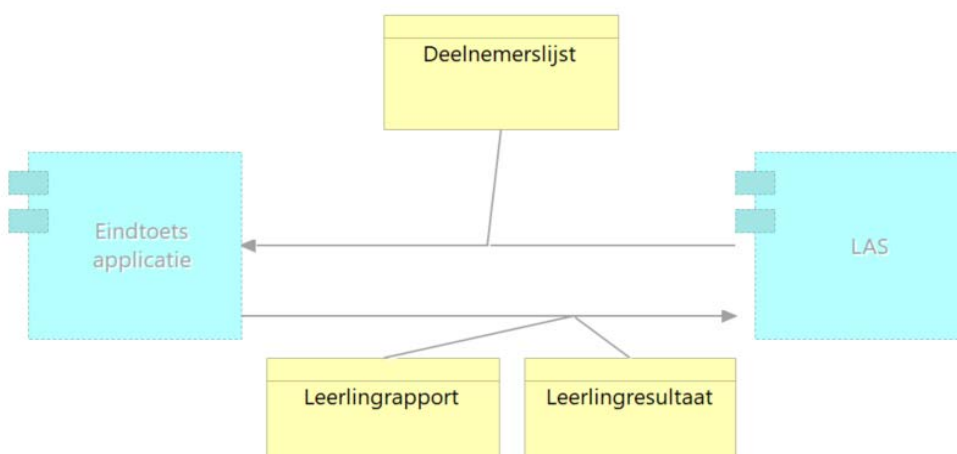 Deelnemerslijst
Eindtoets
applicatie
LAS
Leerlingrapport
Leerlingresultaat